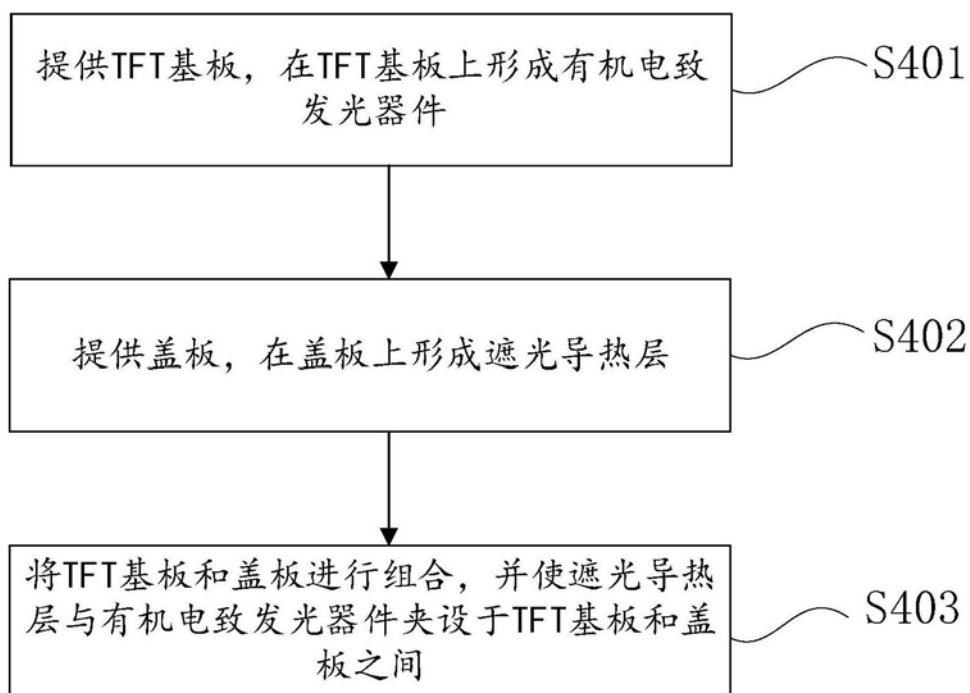 提供TFT基板，在TFT基板上形成有机电致
发光器件
S401
提供盖板，在盖板上形成遮光导热层
S402
将TFT基板和盖板进行组合，并使遮光导热
层与有机电致发光器件夹设于TFT基板和盖
板之间
S403